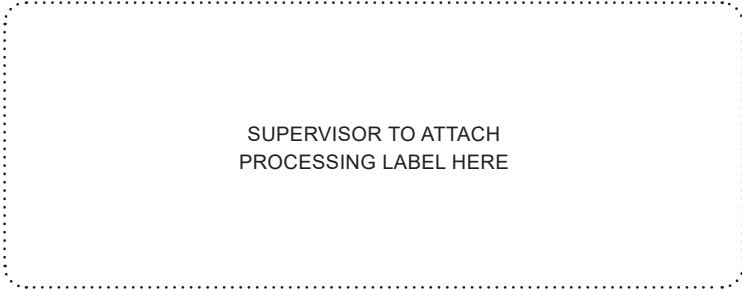 SUPERVISOR TO ATTACH
PROCESSING LABEL HERE